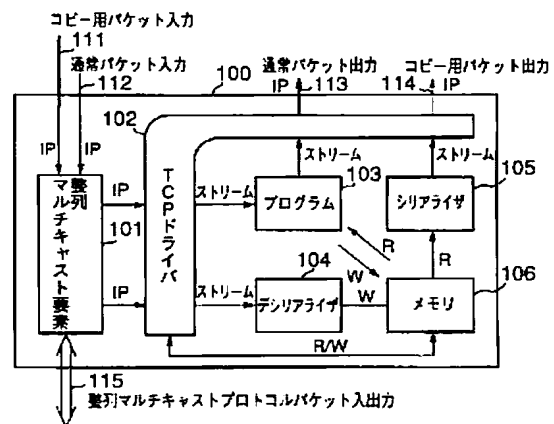 コピー用パケット入力
111
通常パケット入力
112
100
通常パケット出力
IP
113
コピー用パケット出力
114
IP
102
IP
IP
整列
マルチキャスト要素
101
IP
IP
TCPドライバ
ストリーム
ストリーム
ストリーム
ストリーム
103
プログラム
105
シリアライザ
104
デシリアライザ
R
W
W
R
106
メモリ
R/W
115
整列マルチキャストプロトコルパケット入出力